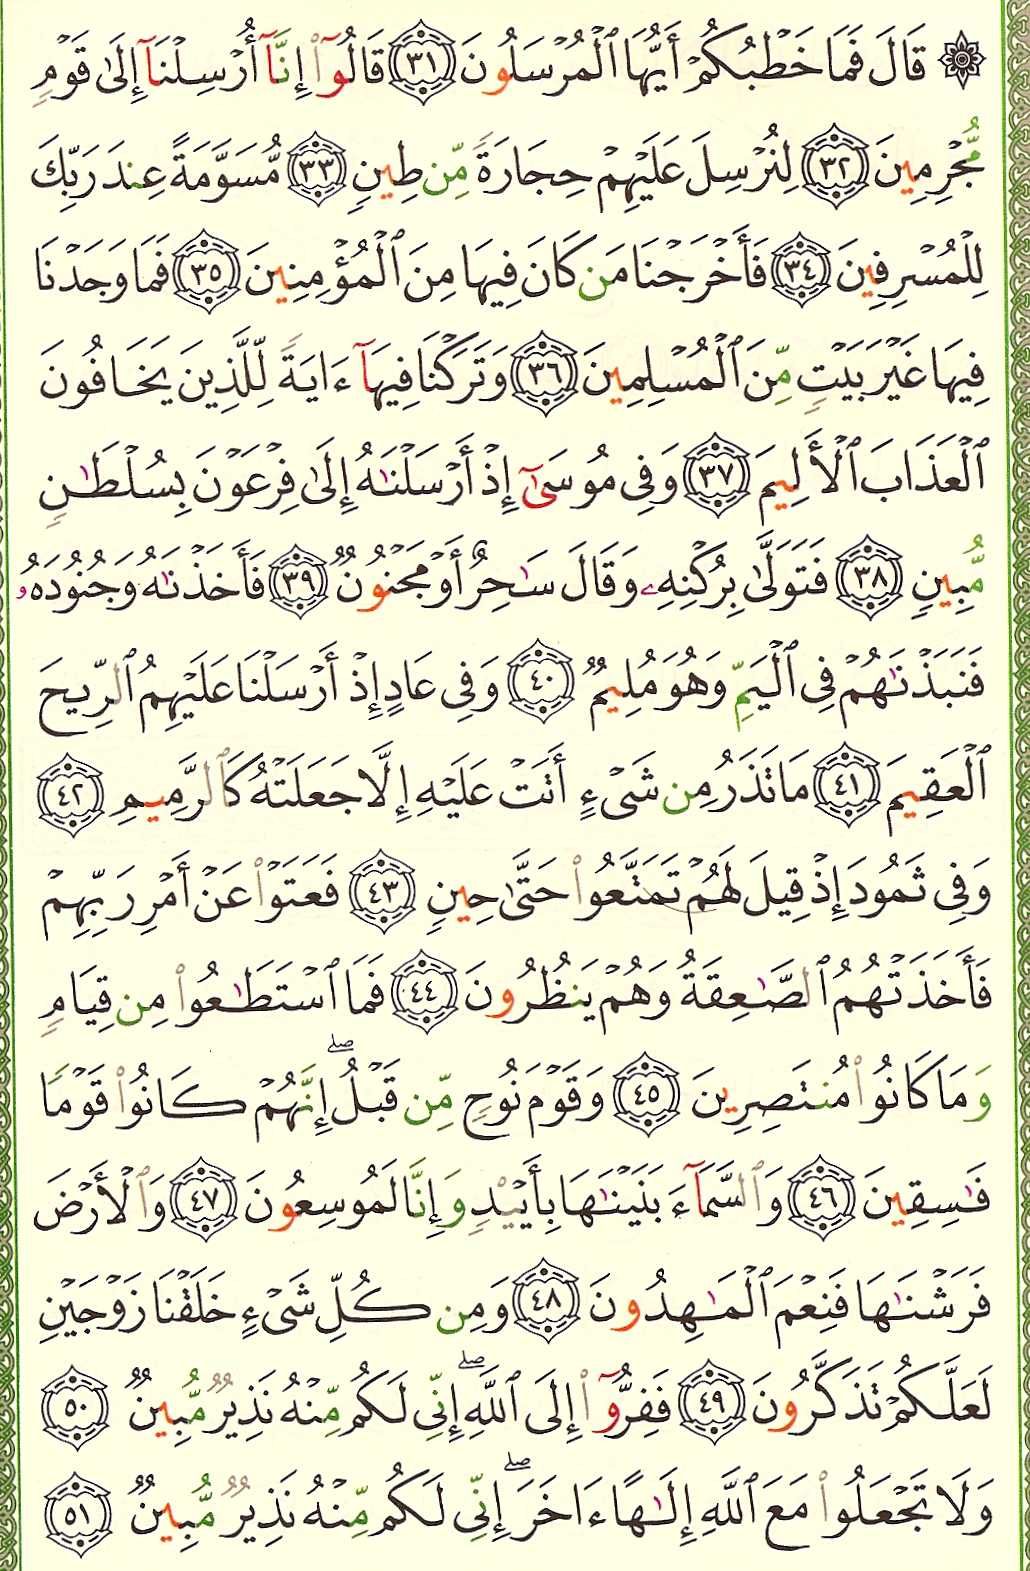 ۞ قَالَ فَمَا خَطْبُكُمْ أَيُّهَا ٱلْمُرْسَلُونَ ٣١ قَالُوٓا۟ إِنَّآ أُرْسِلْنَآ إِلَىٰ قَوْمٍ
مُّجْرِمِينَ ٣٢ لِنُرْسِلَ عَلَيْهِمْ حِجَارَةً مِّن طِينٍ ٣٣ مُّسَوَّمَةً عِندَ رَبِّكَ
لِلْمُسْرِفِينَ ٣٤ فَأَخْرَجْنَا مَن كَانَ فِيهَا مِنَ ٱلْمُؤْمِنِينَ ٣٥ فَمَا وَجَدْنَا
فِيهَا غَيْرَ بَيْتٍ مِّنَ ٱلْمُسْلِمِينَ ٣٦ وَتَرَكْنَا فِيهَآ ءَايَةً لِّلَّذِينَ يَخَافُونَ
ٱلْعَذَابَ ٱلْأَلِيمَ ٣٧ وَفِى مُوسَىٰٓ إِذْ أَرْسَلْنَـٰهُ إِلَىٰ فِرْعَوْنَ بِسُلْطَـٰنٍ
مُّبِينٍ ٣٨ فَتَوَلَّىٰ بِرُكْنِهِۦ وَقَالَ سَـٰحِرٌ أَوْ مَجْنُونٌ ٣٩ فَأَخَذْنَـٰهُ وَجُنُودَهُۥ
فَنَبَذْنَـٰهُمْ فِى ٱلْيَمِّ وَهُوَ مُلِيمٌ ٤٠ وَفِى عَادٍ إِذْ أَرْسَلْنَا عَلَيْهِمُ ٱلرِّيحَ
ٱلْعَقِيمَ ٤١ مَا تَذَرُ مِن شَىْءٍ أَتَتْ عَلَيْهِ إِلَّا جَعَلَتْهُ كَٱلرَّمِيمِ ٤٢
وَفِى ثَمُودَ إِذْ قِيلَ لَهُمْ تَمَتَّعُوا۟ حَتَّىٰ حِينٍ ٤٣ فَعَتَوْا۟ عَنْ أَمْرِ رَبِّهِمْ
فَأَخَذَتْهُمُ ٱلصَّـٰعِقَةُ وَهُمْ يَنظُرُونَ ٤٤ فَمَا ٱسْتَطَـٰعُوا۟ مِن قِيَامٍ
وَمَا كَانُوا۟ مُنتَصِرِينَ ٤٥ وَقَوْمَ نُوحٍ مِّن قَبْلُ ۖ إِنَّهُمْ كَانُوا۟ قَوْمًا
فَـٰسِقِينَ ٤٦ وَٱلسَّمَآءَ بَنَيْنَـٰهَا بِأَيْي۟دٍ وَإِنَّا لَمُوسِعُونَ ٤٧ وَٱلْأَرْضَ
فَرَشْنَـٰهَا فَنِعْمَ ٱلْمَـٰهِدُونَ ٤٨ وَمِن كُلِّ شَىْءٍ خَلَقْنَا زَوْجَيْنِ
لَعَلَّكُمْ تَذَكَّرُونَ ٤٩ فَفِرُّوٓا۟ إِلَى ٱللَّهِ ۖ إِنِّى لَكُم مِّنْهُ نَذِيرٌ مُّبِينٌ ٥٠
وَلَا تَجْعَلُوا۟ مَعَ ٱللَّهِ إِلَـٰهًا ءَاخَرَ ۖ إِنِّى لَكُم مِّنْهُ نَذِيرٌ مُّبِينٌ ٥١